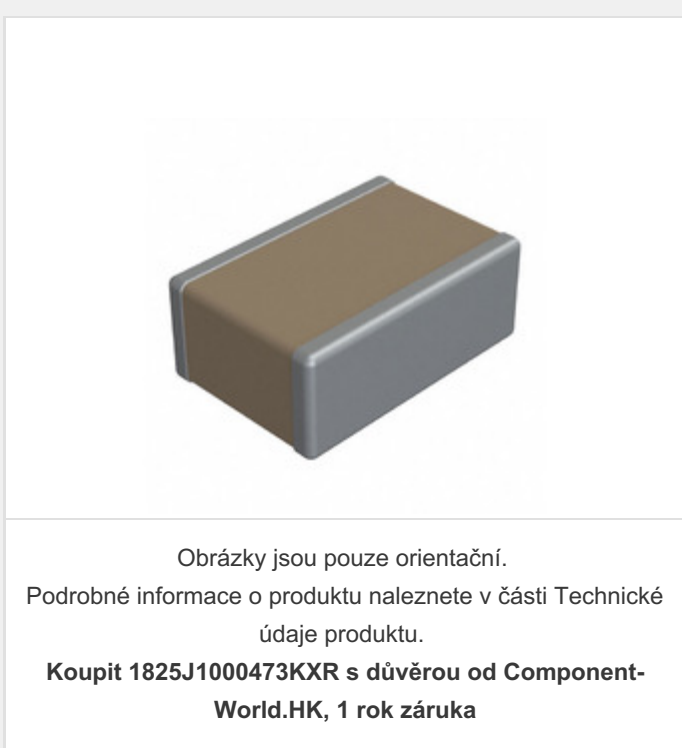 Obrázky jsou pouze orientační.
Podrobné informace o produktu naleznete v části Technické
údaje produktu.
Koupit 1825J1000473KXR s důvěrou od Component-
World.HK, 1 rok záruka